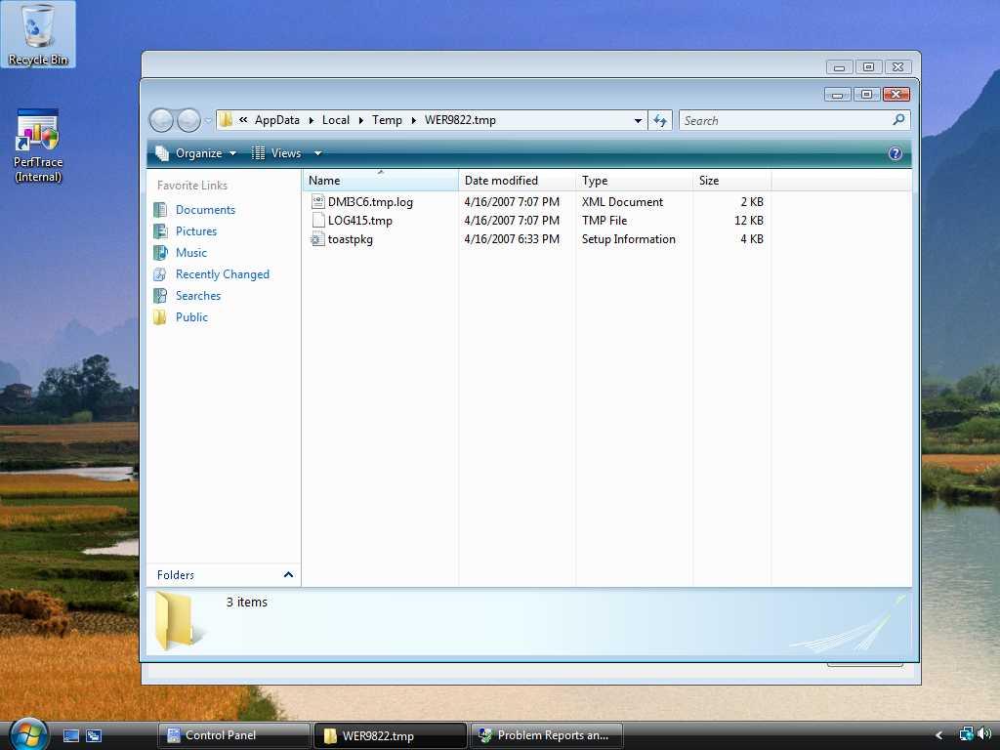 Recycle Bin
PerfTrace
(Internal)
« AppData Local Temp WER9822.tmp
Search
Organize Views
Favorite Links
Documents
Pictures
Music
Recently Changed
Searches
Public
Folders
Name Date modified Type Size
DMI3C6.tmp.log 4/16/2007 7:07 PM XML Document 2 KB
LOG415.tmp 4/16/2007 7:07 PM TMP File 12 KB
toastpkg 4/16/2007 6:33 PM Setup Information 4 KB
3 items
Control Panel WER9822.tmp Problem Reports an...